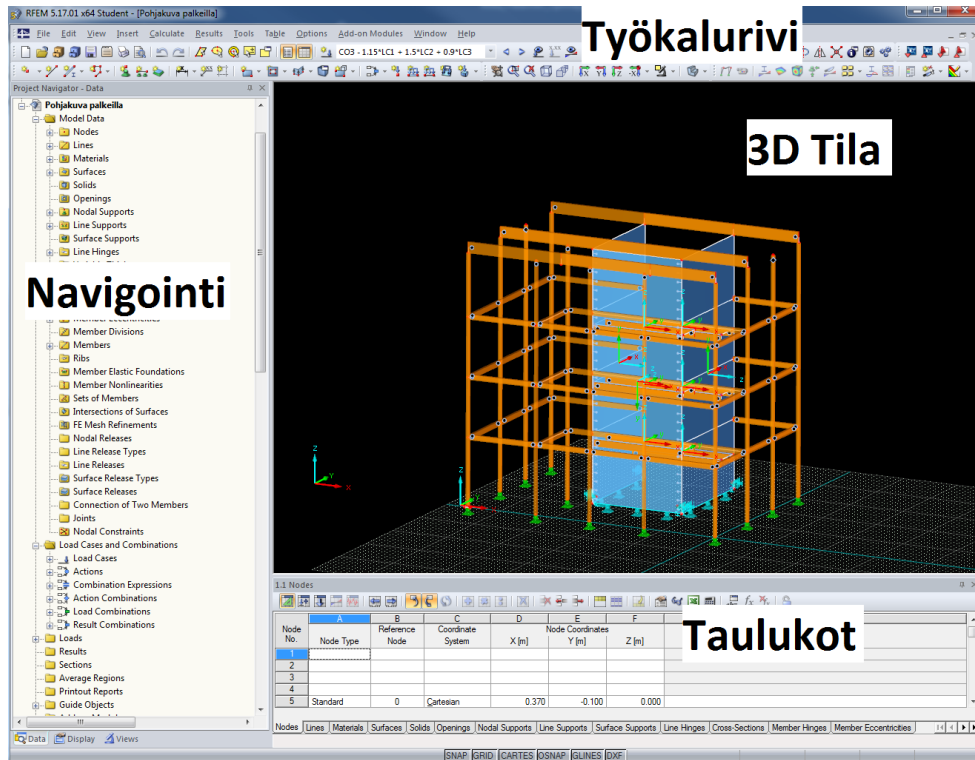 RFEM 5.17.01 x64 Student - [Pohjakuva palkeilla]
File Edit View Insert Calculate Results Tools Table Options Add-on Modules Window Help
CO3 - 1.15*LC1 + 1.5*LC2 + 0.9*LC3
Työkalurivi
Project Navigator - Data
Pohjakuva palkeilla
Model Data
Nodes
Lines
Materials
Surfaces
Solids
Openings
Nodal Supports
Line Supports
Surface Supports
Line Hinges
Navigointi
Member Divisions
Members
Ribs
Member Elastic Foundations
Member Nonlinearities
Sets of Members
Intersections of Surfaces
FE Mesh Refinements
Nodal Releases
Line Release Types
Line Releases
Surface Release Types
Surface Releases
Connection of Two Members
Joints
Nodal Constraints
Load Cases and Combinations
Load Cases
Actions
Combination Expressions
Action Combinations
Load Combinations
Result Combinations
Loads
Results
Sections
Average Regions
Printout Reports
Guide Objects
Data Display Views
3D Tila
1.1 Nodes
Taulukot
A B C D E F
Node Reference Coordinate Node Coordinates
No. Node Type Node System X [m] Y [m] Z [m]
1
2
3
4
5 Standard 0 Cartesian 0.370 -0.100 0.000
Nodes Lines Materials Surfaces Solids Openings Nodal Supports Line Supports Surface Supports Line Hinges Cross-Sections Member Hinges Member Eccentricities
SNAP GRID CARTES OSNAP GLINES DXF